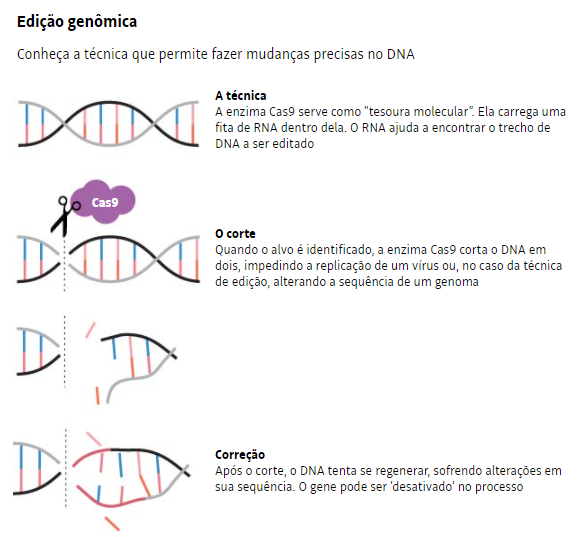 Edição genômica
Conheça a técnica que permite fazer mudanças precisas no DNA
A técnica
A enzima Cas9 serve como "tesoura molecular". Ela carrega uma
fita de RNA dentro dela. O RNA ajuda a encontrar o trecho de
DNA a ser editado
Cas9
O corte
Quando o alvo é identificado, a enzima Cas9 corta o DNA em
dois, impedindo a replicação de um vírus ou, no caso da técnica
de edição, alterando a sequência de um genoma
Correção
Após o corte, o DNA tenta se regenerar, sofrendo alterações em
sua sequência. O gene pode ser 'desativado' no processo